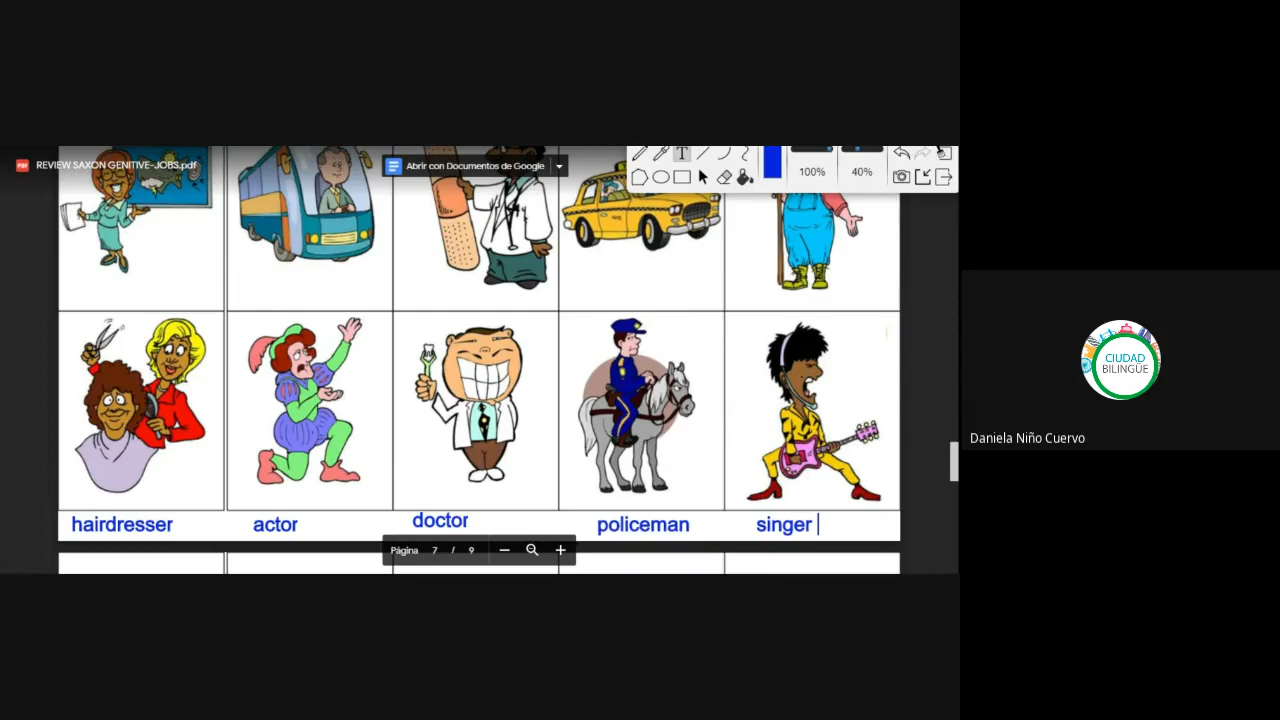 REVIEW SAXON GENITIVE-JOBS.pdf
Abrir con Documentos de Google
100%
40%
T
hairdresser
actor
doctor
policeman
singer
Página 7 / 9
CIUDAD
BILINGÜE
Daniela Niño Cuervo